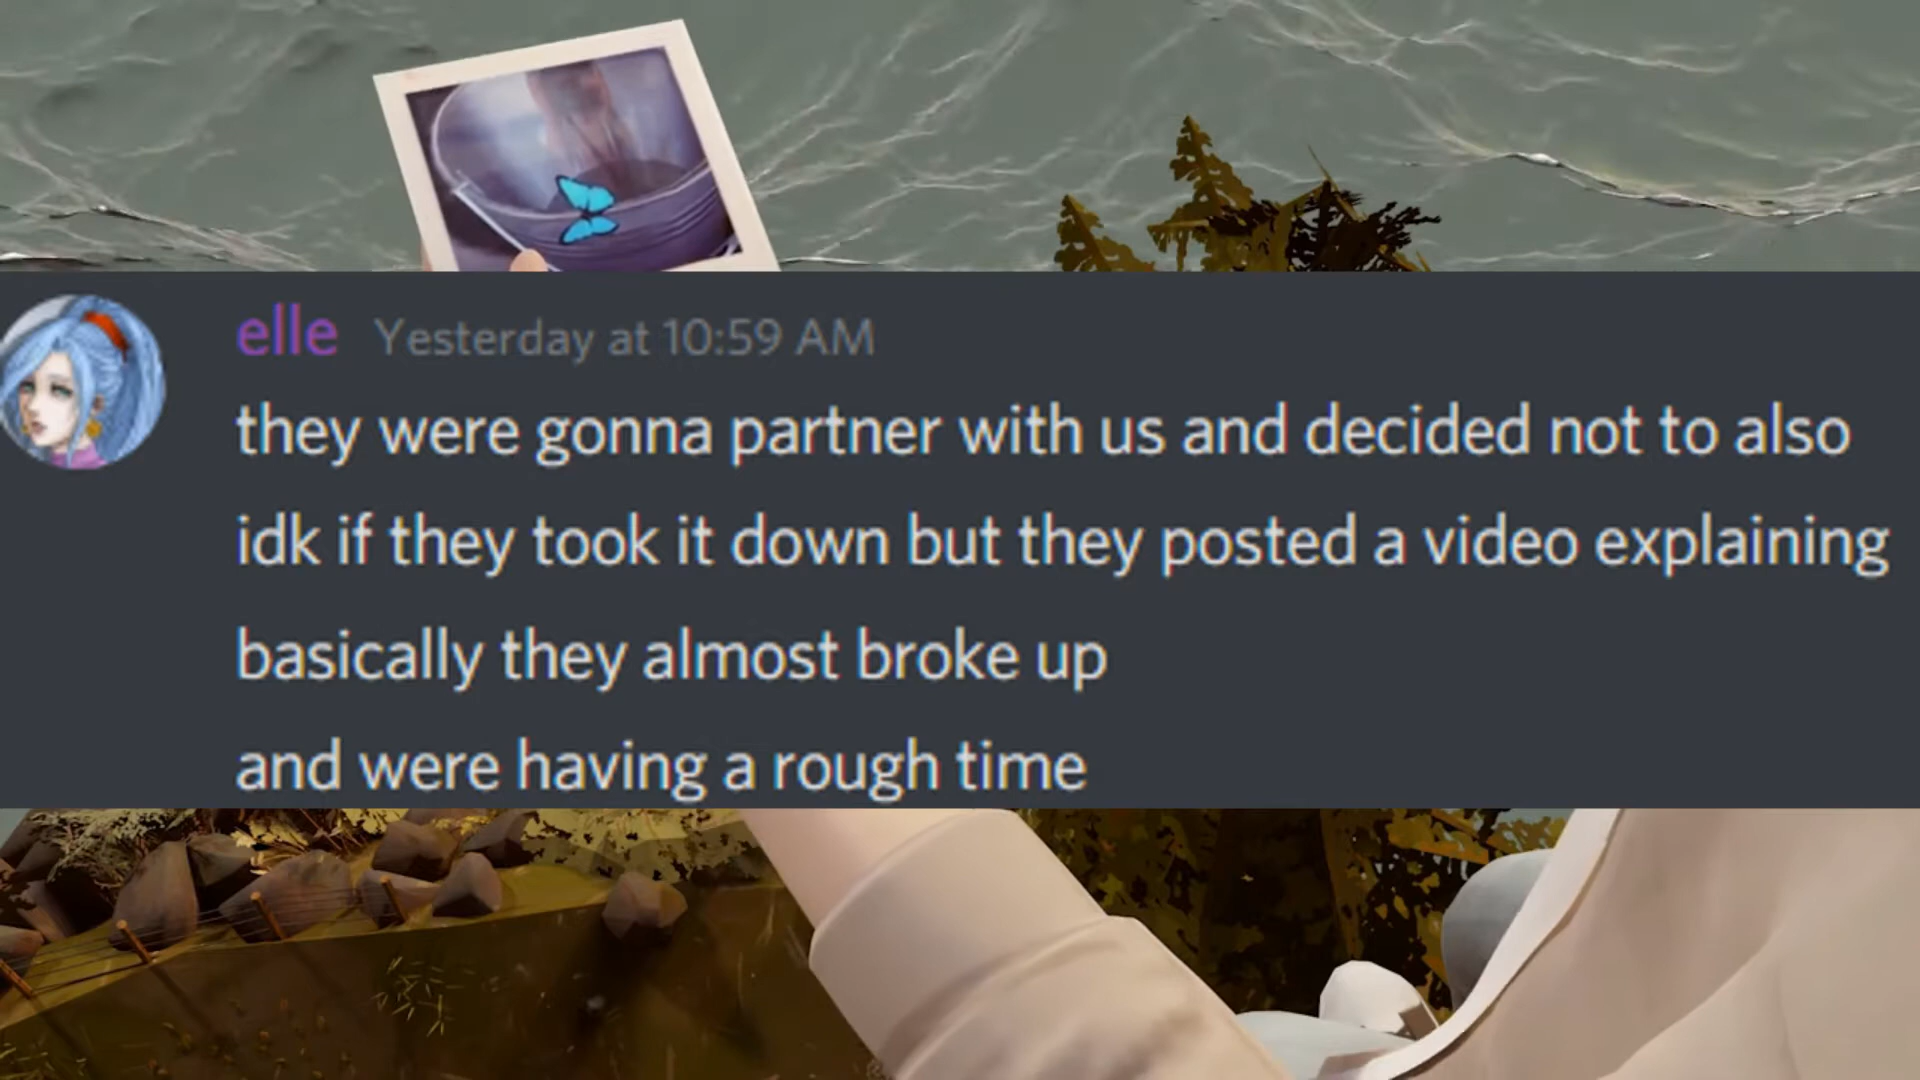 elle Yesterday at 10:59 AM
they were gonna partner with us and decided not to also
idk if they took it down but they posted a video explaining
basically they almost broke up
and were having a rough time